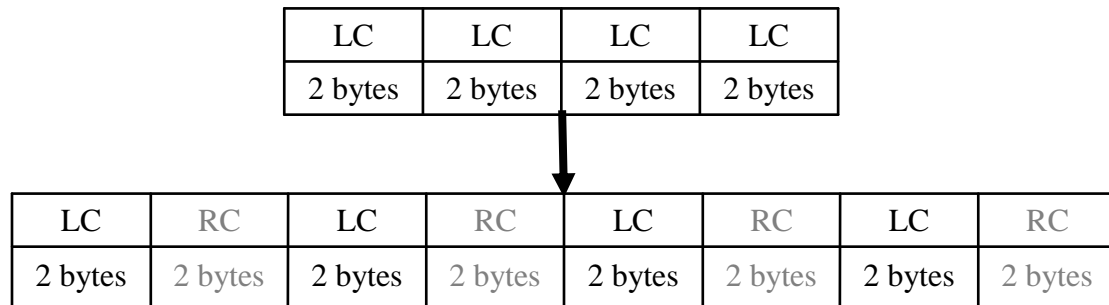 LC LC LC LC
2 bytes 2 bytes 2 bytes 2 bytes
LC RC LC RC LC RC LC RC
2 bytes 2 bytes 2 bytes 2 bytes 2 bytes 2 bytes 2 bytes 2 bytes